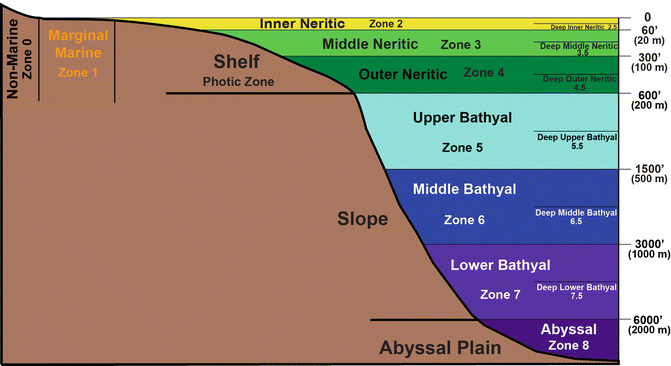 Non-Marine
Zone 0
Marginal
Marine
Zone 1
Shelf
Photic Zone
Slope
Abyssal Plain
Inner Neritic Zone 2
Deep Inner Neritic 2.5
Middle Neritic Zone 3
Deep Middle Neritic
3.5
Outer Neritic Zone 4
Deep Outer Neritic
4.5
Upper Bathyal
Zone 5
Deep Upper Bathyal
5.5
Middle Bathyal
Zone 6
Deep Middle Bathyal
6.5
Lower Bathyal
Zone 7
Deep Lower Bathyal
7.5
Abyssal
Zone 8
0
60'
(20 m)
300'
(100 m)
600'
(200 m)
1500'
(500 m)
3000'
(1000 m)
6000'
(2000 m)